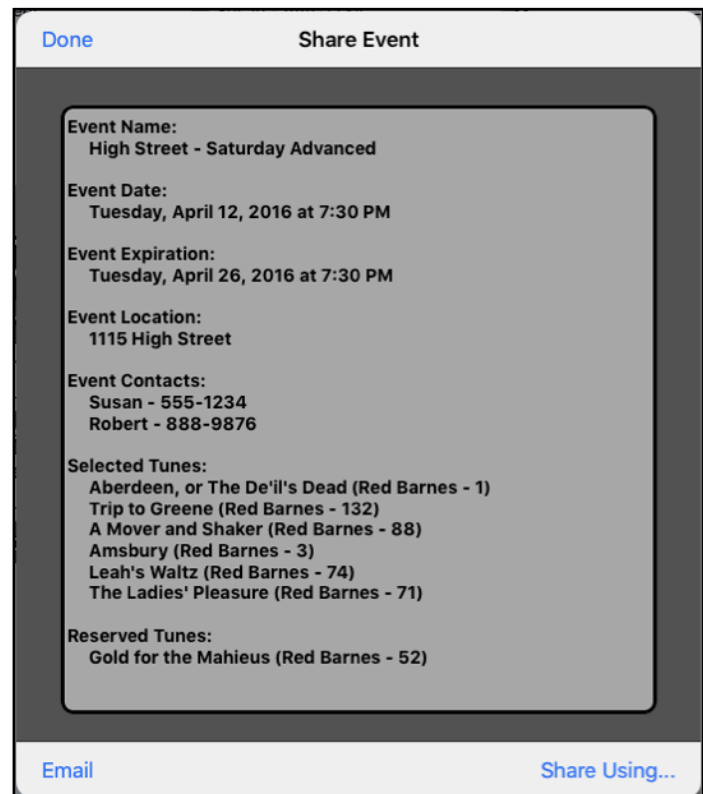 Done Share Event
Event Name:
High Street - Saturday Advanced
Event Date:
Tuesday, April 12, 2016 at 7:30 PM
Event Expiration:
Tuesday, April 26, 2016 at 7:30 PM
Event Location:
1115 High Street
Event Contacts:
Susan - 555-1234
Robert - 888-9876
Selected Tunes:
Aberdeen, or The De'il's Dead (Red Barnes - 1)
Trip to Greene (Red Barnes - 132)
A Mover and Shaker (Red Barnes - 88)
Amsbury (Red Barnes - 3)
Leah's Waltz (Red Barnes - 74)
The Ladies' Pleasure (Red Barnes - 71)
Reserved Tunes:
Gold for the Mahieus (Red Barnes - 52)
Email Share Using...